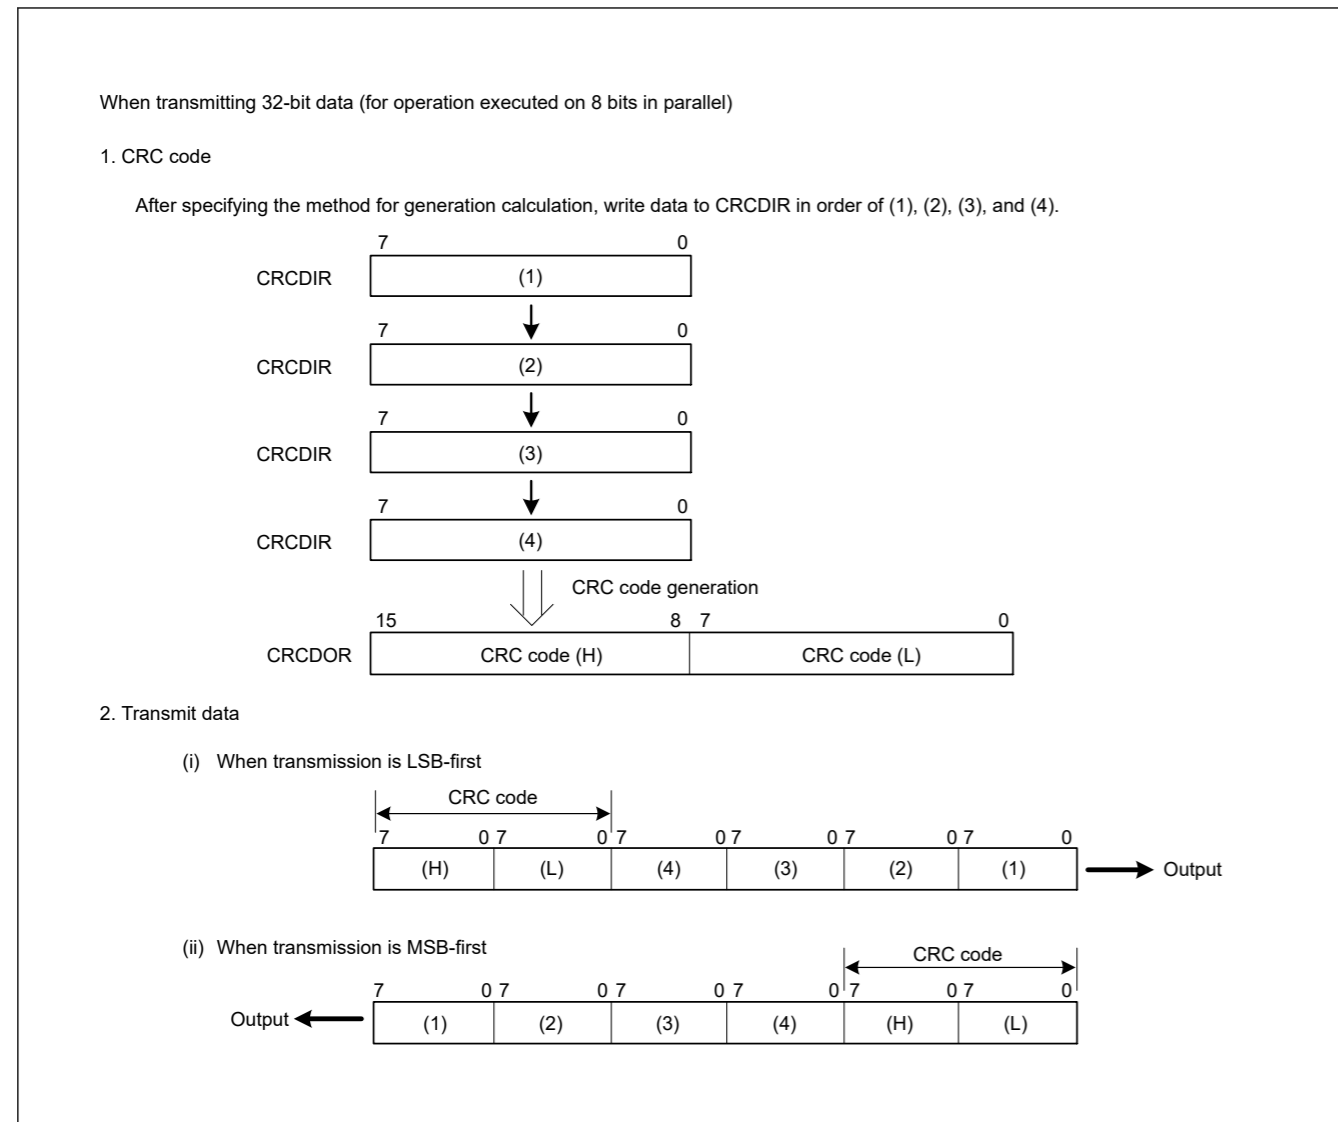 When transmitting 32-bit data (for operation executed on 8 bits in parallel)
1. CRC code
After specifying the method for generation calculation, write data to CRCDIR in order of (1), (2), (3), and (4).
7 0
CRCDIR (1)
7 0
CRCDIR (2)
7 0
CRCDIR (3)
7 0
CRCDIR (4)
CRC code generation
15 8 7 0
CRCDOR CRC code (H) CRC code (L)
2. Transmit data
(i) When transmission is LSB-first
CRC code
7 0 7 0 7 0 7 0 7 0 7 0
(H) (L) (4) (3) (2) (1) Output
(ii) When transmission is MSB-first
CRC code
7 0 7 0 7 0 7 0 7 0 7 0
Output (1) (2) (3) (4) (H) (L)